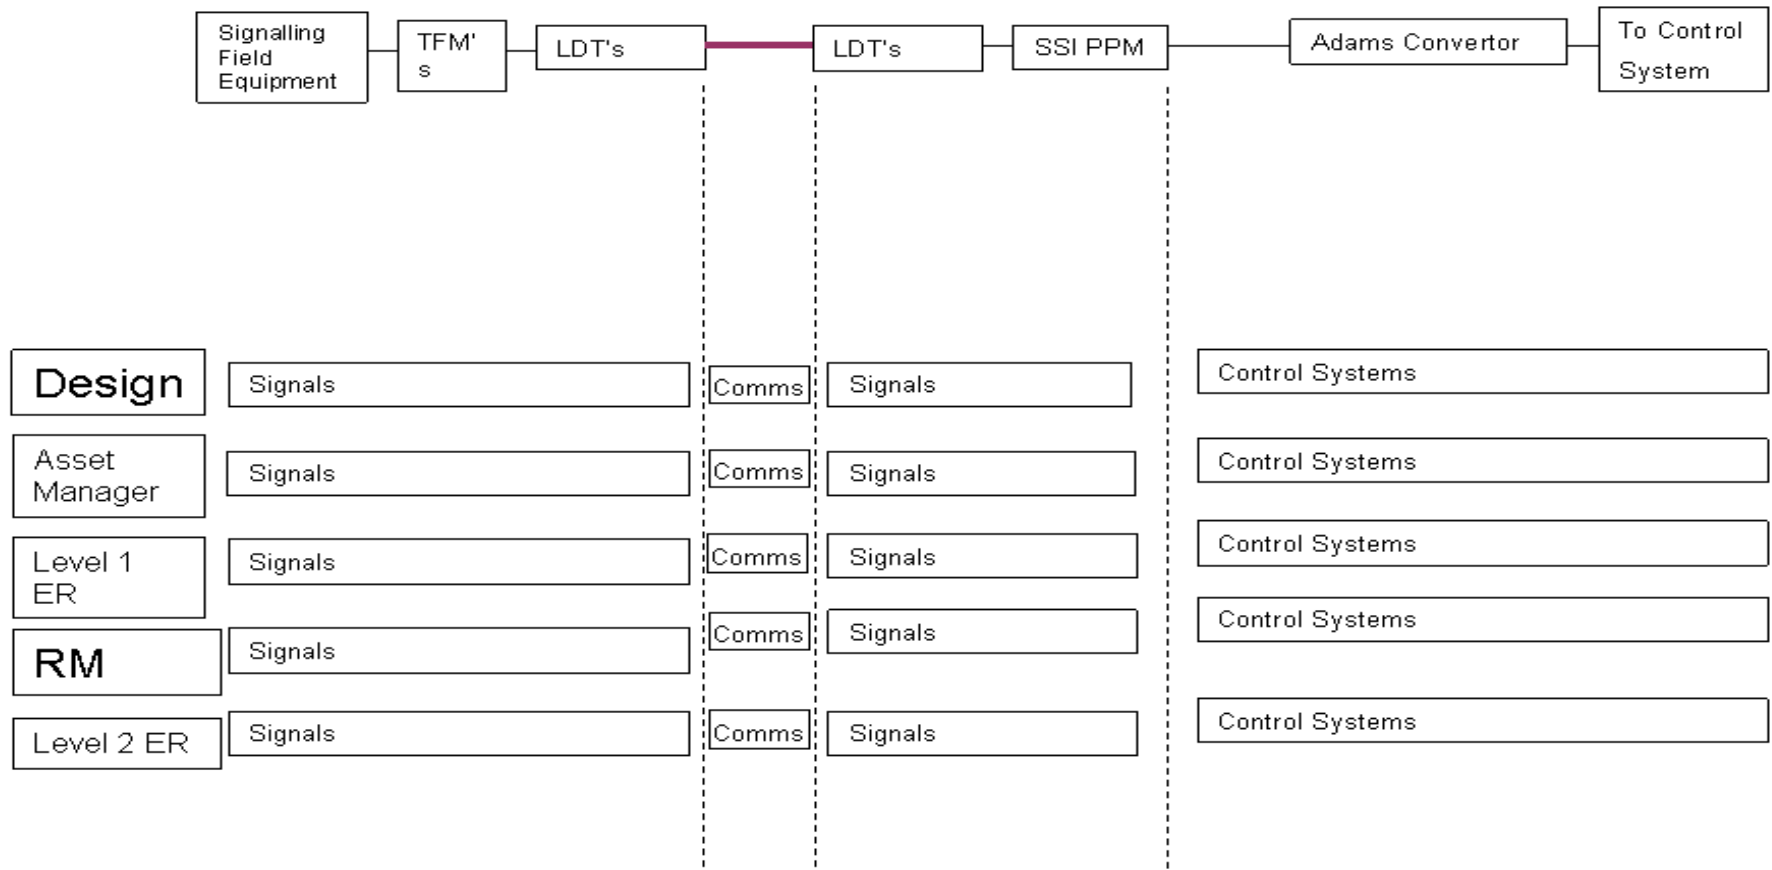 Signalling
Field
Equipment
TFM'
s
LDT's
LDT's
SSI PPM
Adams Convertor
To Control
System
Design
Signals
Comms
Signals
Control Systems
Asset
Manager
Signals
Comms
Signals
Control Systems
Level 1
ER
Signals
Comms
Signals
Control Systems
RM
Signals
Comms
Signals
Control Systems
Level 2 ER
Signals
Comms
Signals
Control Systems